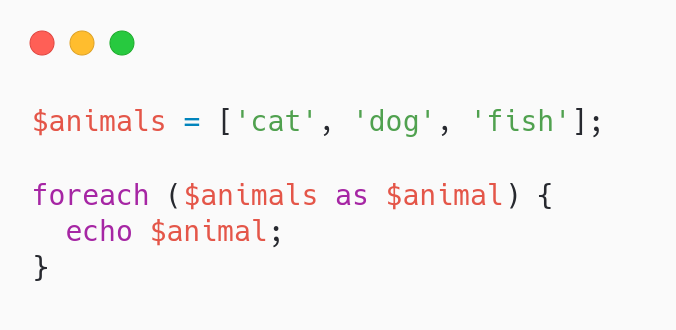 $animals = ['cat', 'dog', 'fish'];
foreach ($animals as $animal) {
  echo $animal;
}